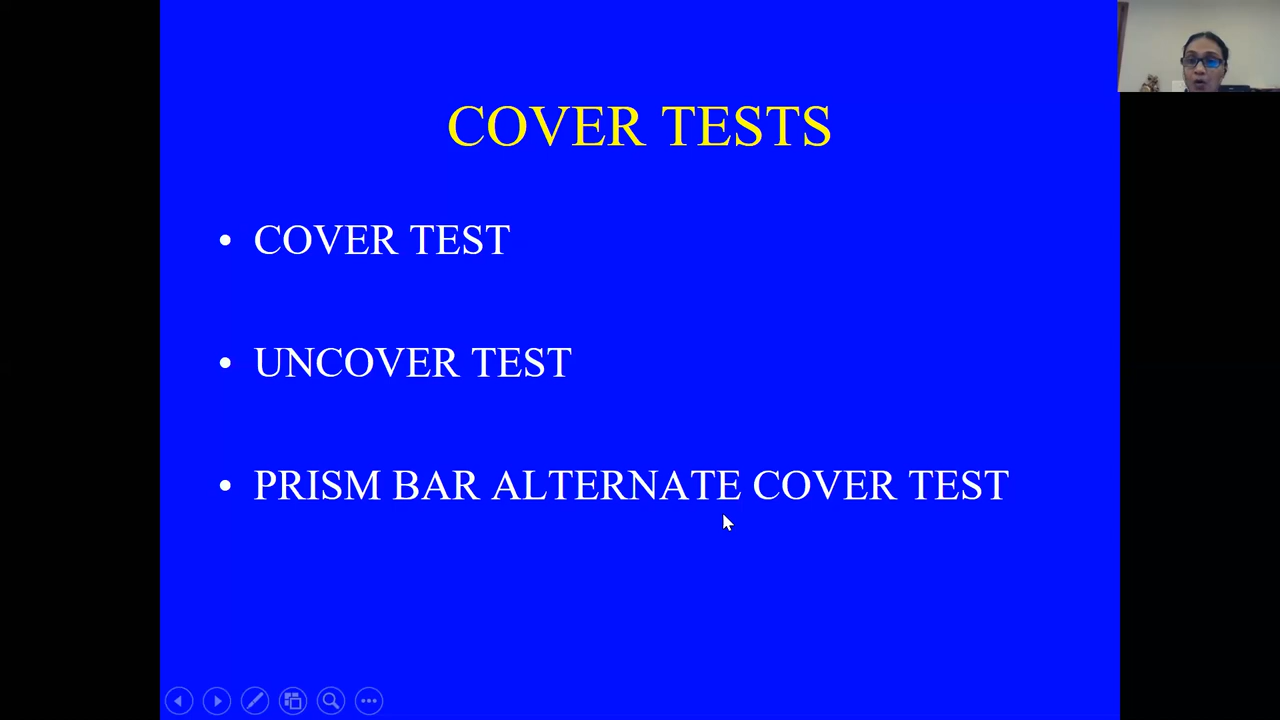 COVER TESTS
• COVER TEST
• UNCOVER TEST
• PRISM BAR ALTERNATE COVER TEST